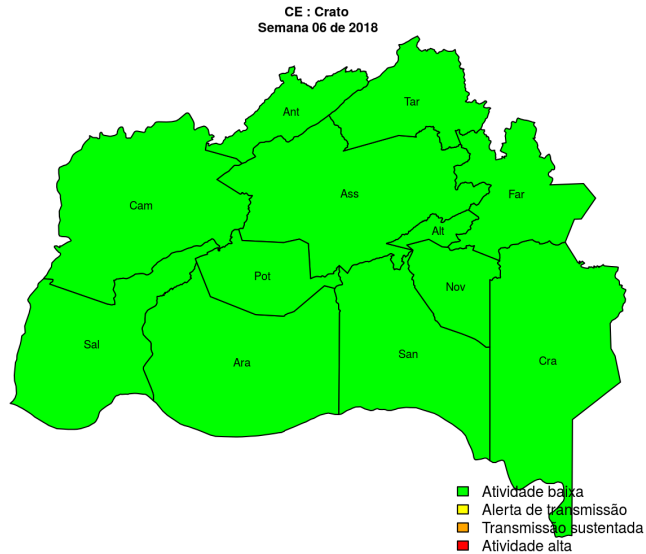 CE : Crato
Semana 06 de 2018
Tar
Ant
Ass
Far
Cam
Alt
Pot
Nov
Sal
San
Cra
Ara
Atividade baixa
Alerta de transmissão
Transmissão sustentada
Atividade alta